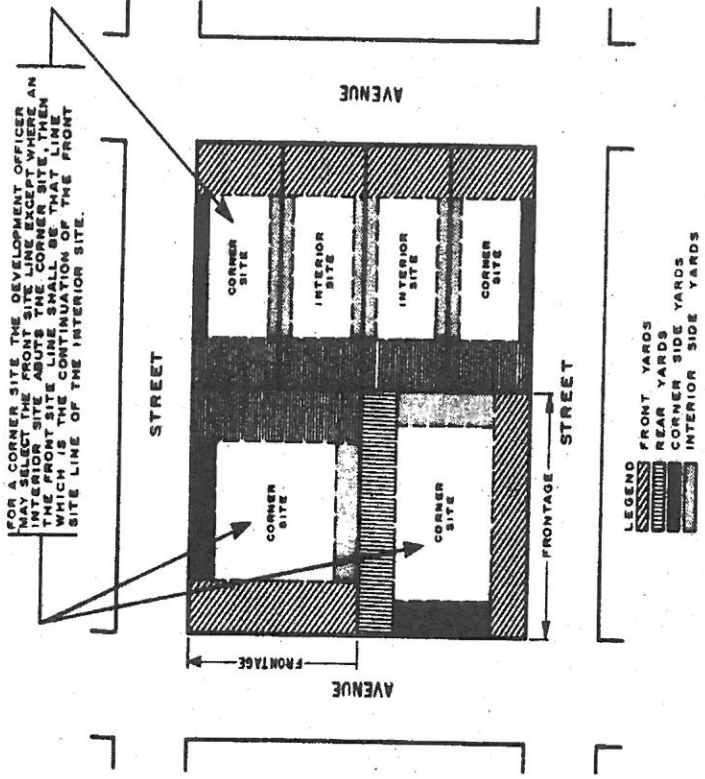 FOR A CORNER SITE THE DEVELOPMENT OFFICER
MAY SELECT THE FRONT SITE LINE EXCEPT WHERE AN
INTERIOR SITE ABUTS THE CORNER SITE, THEN
THE FRONT SITE LINE SHALL BE THAT LINE
WHICH IS THE CONTINUATION OF THE FRONT
SITE LINE OF THE INTERIOR SITE.
STREET
AVENUE
CORNER
SITE
INTERIOR
SITE
INTERIOR
SITE
CORNER
SITE
CORNER
SITE
CORNER
SITE
FRONTAGE
AVENUE
FRONTAGE
STREET
LEGEND
FRONT YARDS
REAR YARDS
CORNER SIDE YARDS
INTERIOR SIDE YARDS